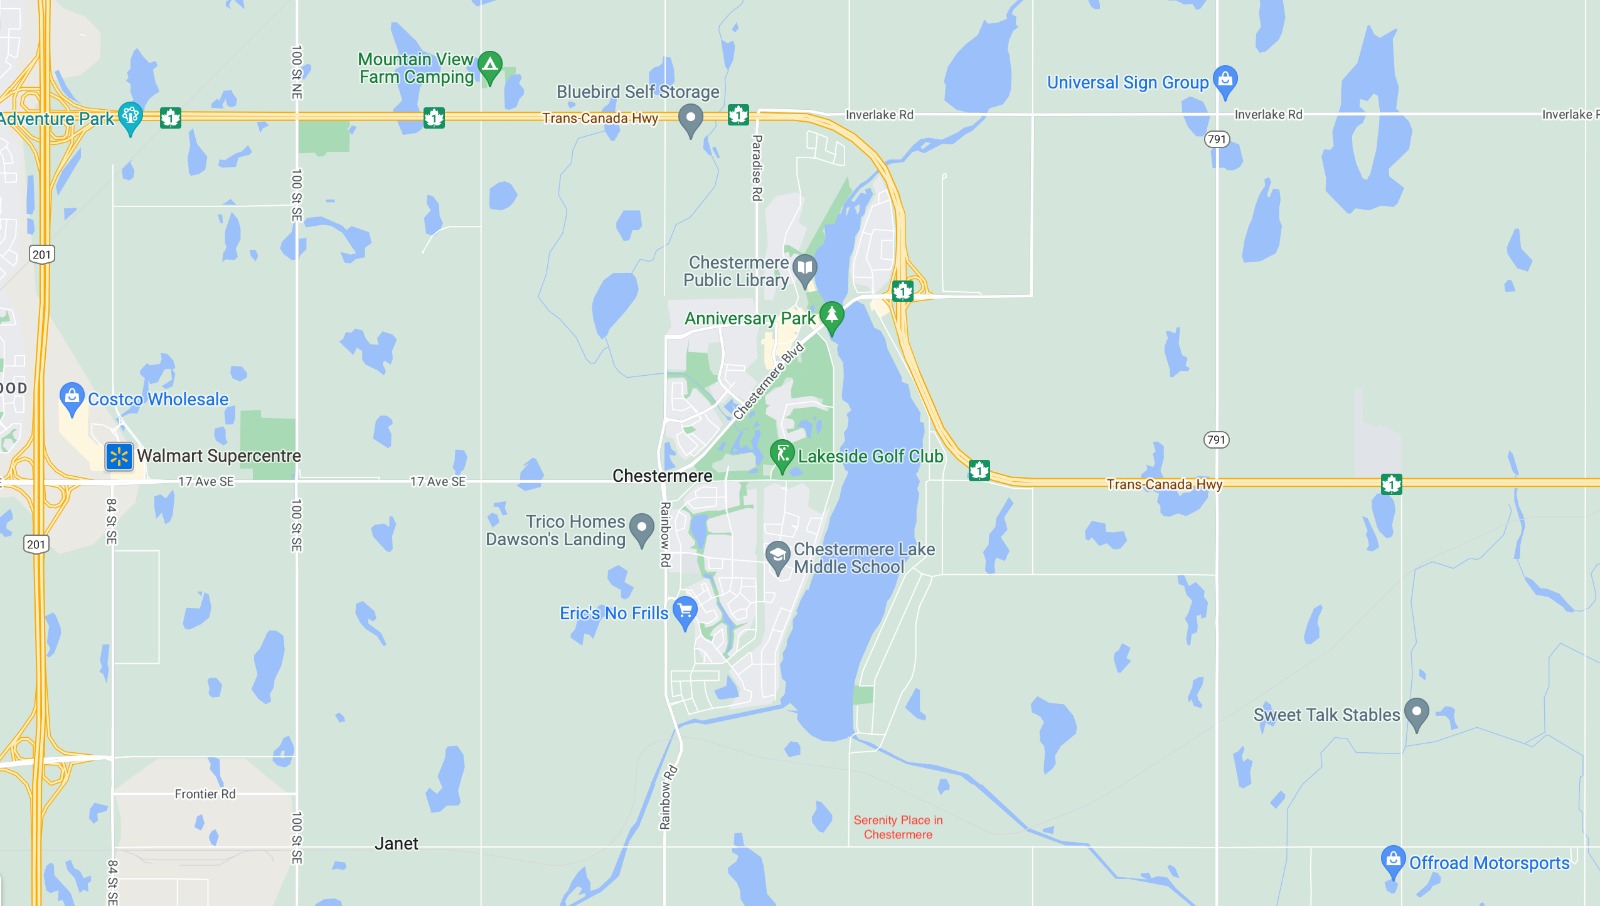 100 St NE
Mountain View
Farm Camping
Bluebird Self Storage
Universal Sign Group
Adventure Park
1
1
Trans-Canada Hwy
1
Inverlake Rd
Inverlake Rd
791
Paradise Rd
100 St SE
201
Chestermere
Public Library
1
Anniversary Park
Chestermere Blvd
OOD
Costco Wholesale
791
Walmart Supercentre
Lakeside Golf Club
17 Ave SE
17 Ave SE
Chestermere
1
Trans-Canada Hwy
1
84 St SE
100 St SE
Rainbow Rd
201
Trico Homes
Dawson's Landing
Chestermere Lake
Middle School
Eric's No Frills
Sweet Talk Stables
Frontier Rd
Rainbow Rd
100 St SE
Serenity Place in
Chestermere
Janet
84 St SE
Offroad Motorsports